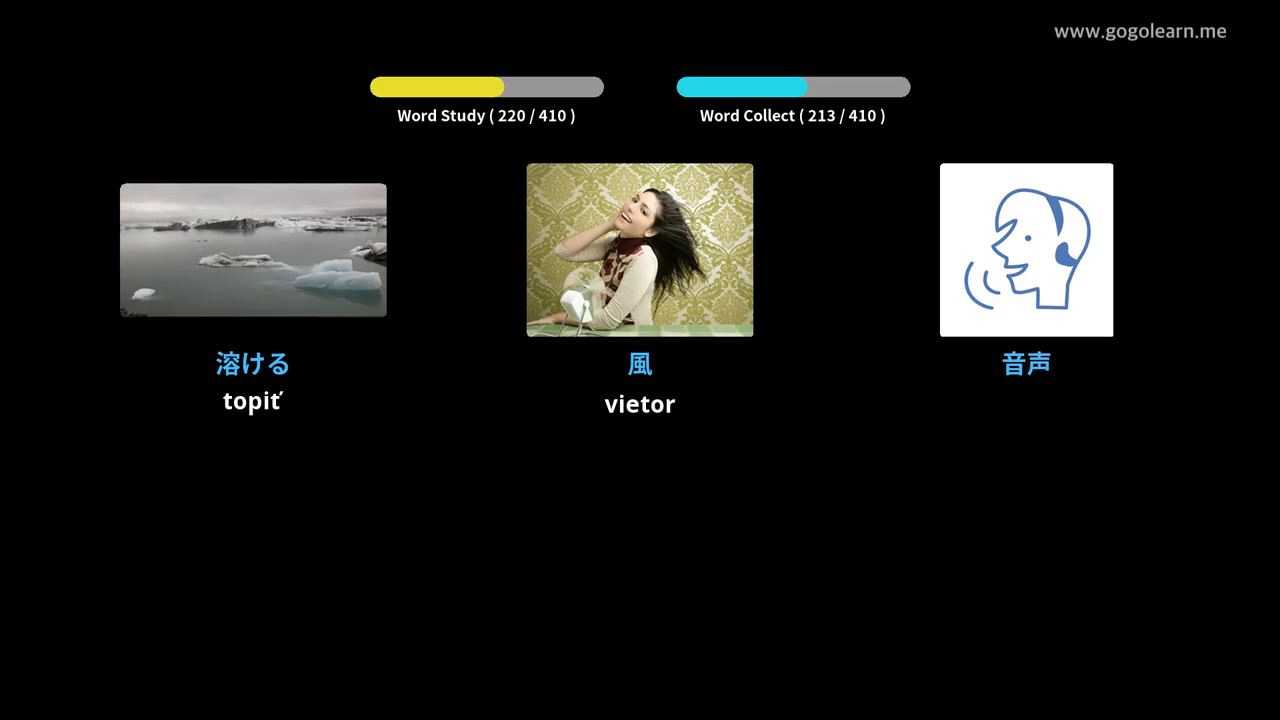 www.gogolearn.me
Word Study ( 220 / 410 )
Word Collect ( 213 / 410 )
溶ける
topiť
風
vietor
音声